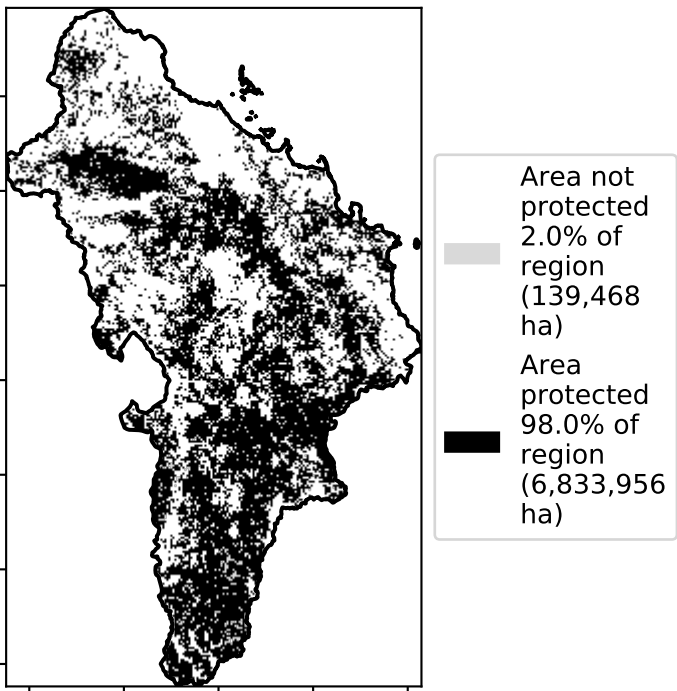 Area not
protected
2.0% of
region
(139,468
ha)
Area
protected
98.0% of
region
(6,833,956
ha)